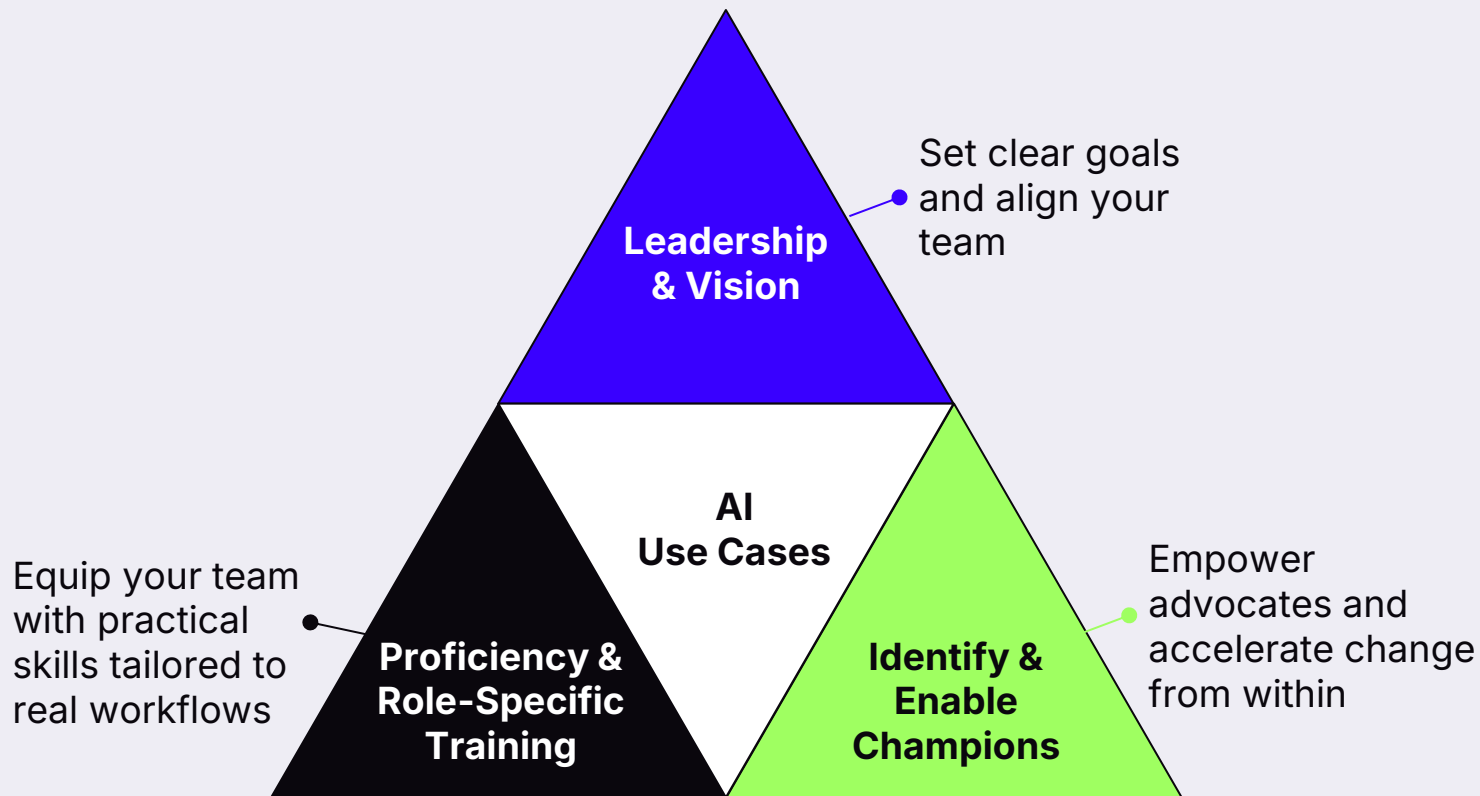 Leadership
& Vision
Set clear goals
and align your
team
AI
Use Cases
Equip your team
with practical
skills tailored to
real workflows
Proficiency &
Role-Specific
Training
Identify &
Enable
Champions
Empower
advocates and
accelerate change
from within